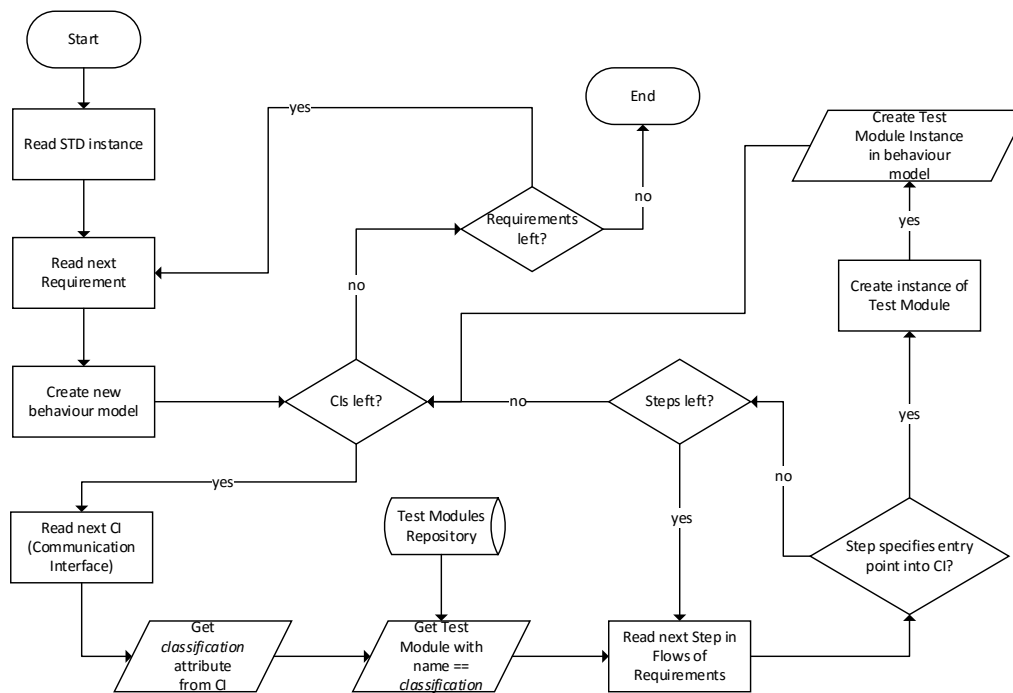 Start
End
yes
Create Test
Module Instance
in behaviour
model
Read STD instance
no
Requirements
left?
yes
Read next
Requirement
no
Create instance of
Test Module
Create new
behaviour model
CIs left?
no
Steps left?
yes
yes
no
Read next CI
(Communication
Interface)
Test Modules
Repository
yes
Step specifies entry
point into CI?
Get
classification
attribute
from CI
Get Test
Module with
name ==
classification
Read next Step in
Flows of
Requirements